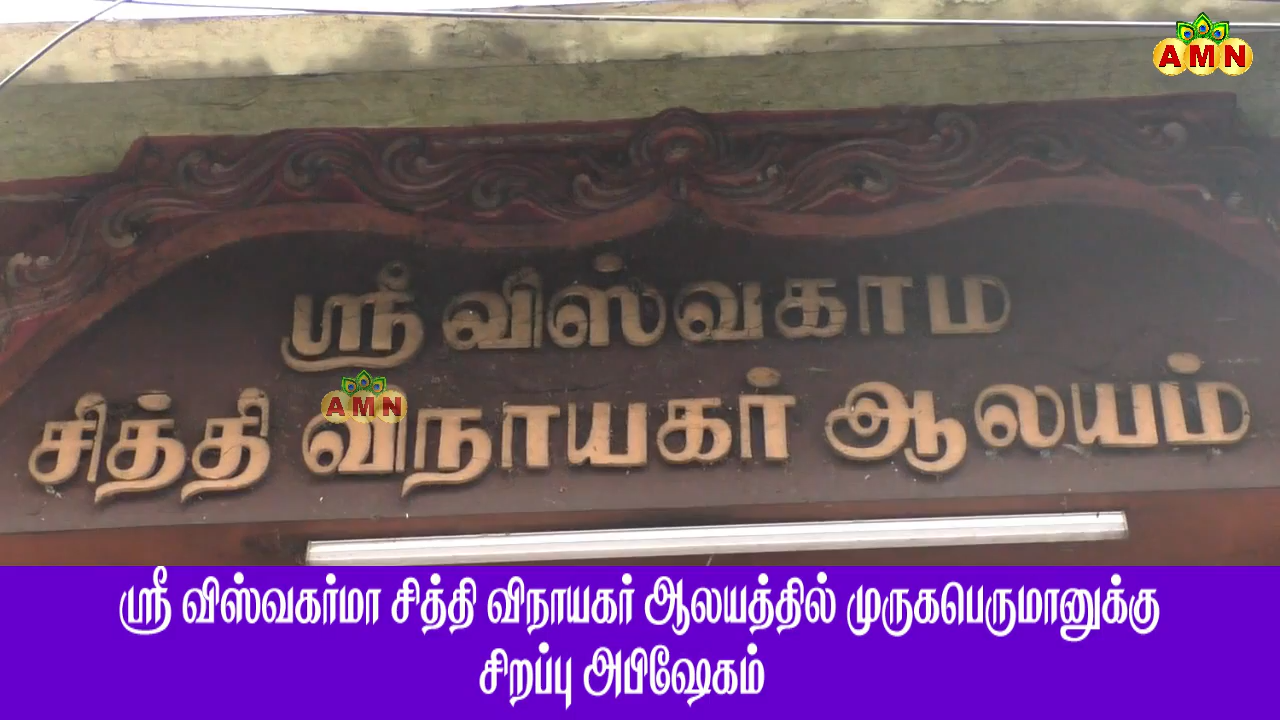 AMN
ஸ்ரீ விஸ்வகாம
சித்தி விநாயகர் ஆலயம்
AMN
ஸ்ரீ விஸ்வகர்மா சித்தி விநாயகர் ஆலயத்தில் முருகபெருமானுக்கு
சிறப்பு அபிஷேகம்